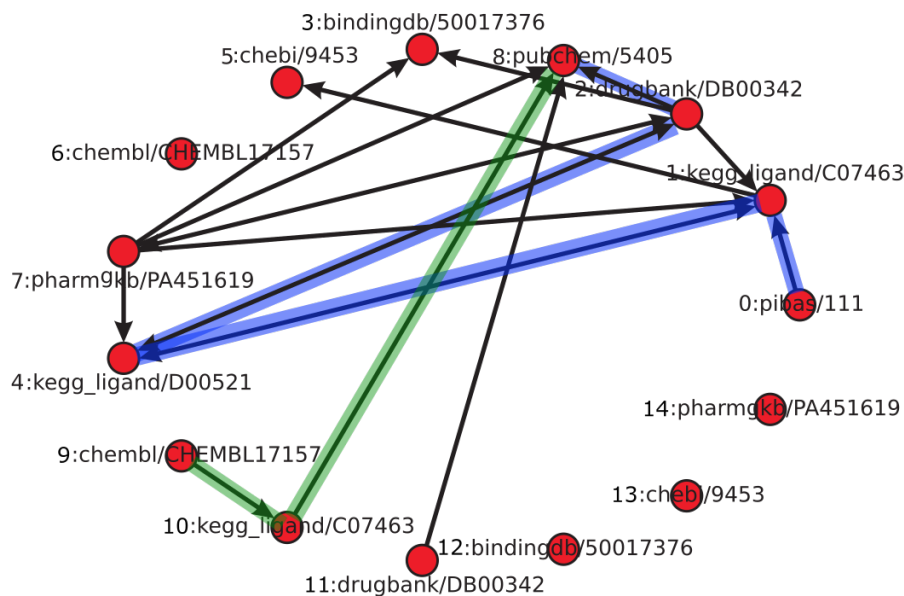 3:bindingdb/50017376
5:chebi/9453
8:pubchem/5405
2:drugbank/DB00342
6:chembl/CHEMBL17157
1:kegg_ligand/C07463
7:pharmgkb/PA451619
0:pibas/111
4:kegg_ligand/D00521
14:pharmgkb/PA451619
9:chembl/CHEMBL17157
13:chebi/9453
10:kegg_ligand/C07463
12:bindingdb/50017376
11:drugbank/DB00342